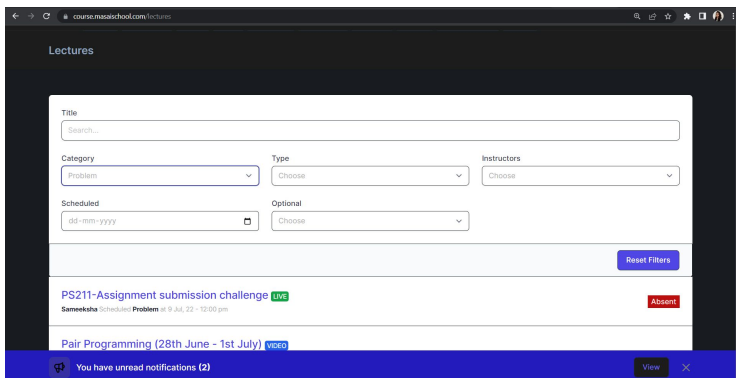 course.masaischool.com/lectures
Lectures
Title
Search...
Category
Type
Instructors
Problem
Choose
Choose
Scheduled
Optional
dd-mm-yyyy
Choose
Reset Filters
PS211-Assignment submission challenge LIVE
Absent
Sameeksha Scheduled Problem at 9 Jul, 22 - 12:00 pm
Pair Programming (28th June - 1st July) VIDEO
You have unread notifications (2)
View